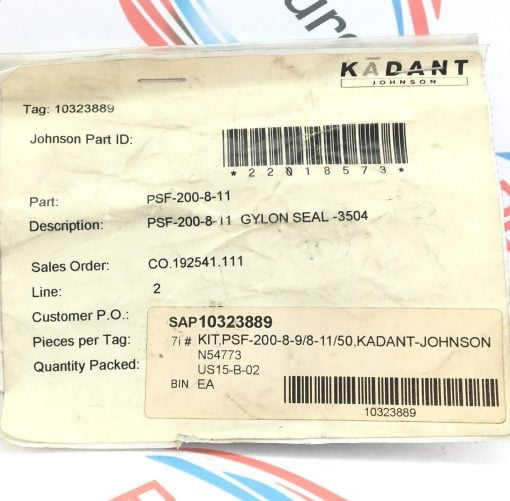 KADANT
JOHNSON
Tag: 10323889
Johnson Part ID:
*22018573*
Part: PSF-200-8-11
Description: PSF-200-8-11 GYLON SEAL -3504
Sales Order: CO.192541.111
Line: 2
Customer P.O.:
Pieces per Tag:
Quantity Packed:
SAP10323889
7i # KIT,PSF-200-8-9/8-11/50,KADANT-JOHNSON
N54773
US15-B-02
BIN EA
10323889